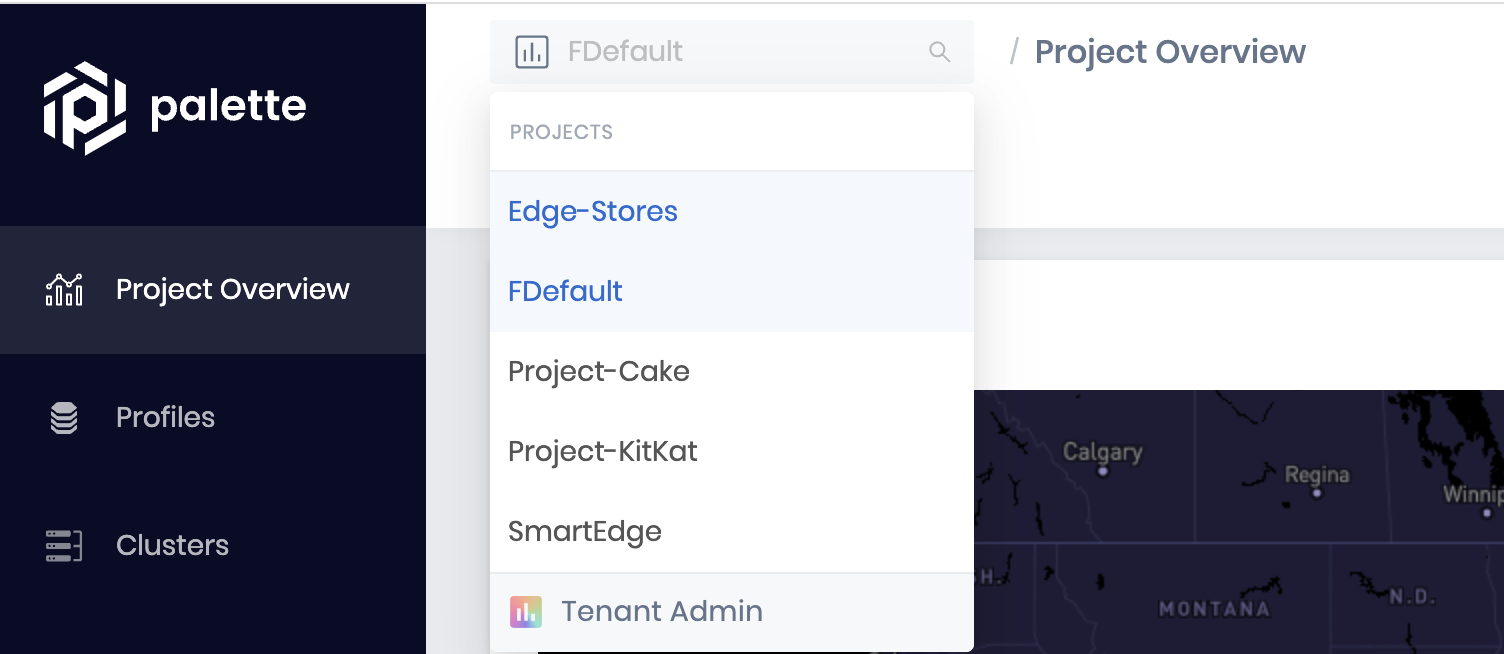 palette
Project Overview
Profiles
Clusters
FDefault
/ Project Overview
PROJECTS
Edge-Stores
FDefault
Project-Cake
Project-KitKat
SmartEdge
Tenant Admin
Calgary
Regina
Winnip
H.
MONTANA
N.D.